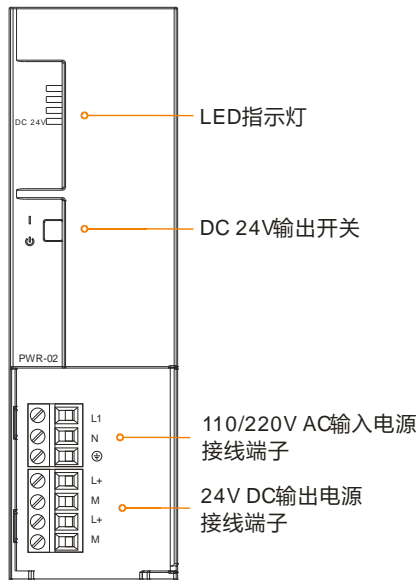 LED指示灯
DC 24V
DC 24V输出开关
PWR-02
L1
N
110/220V AC输入电源
接线端子
L+
M
L+
M
24V DC输出电源
接线端子